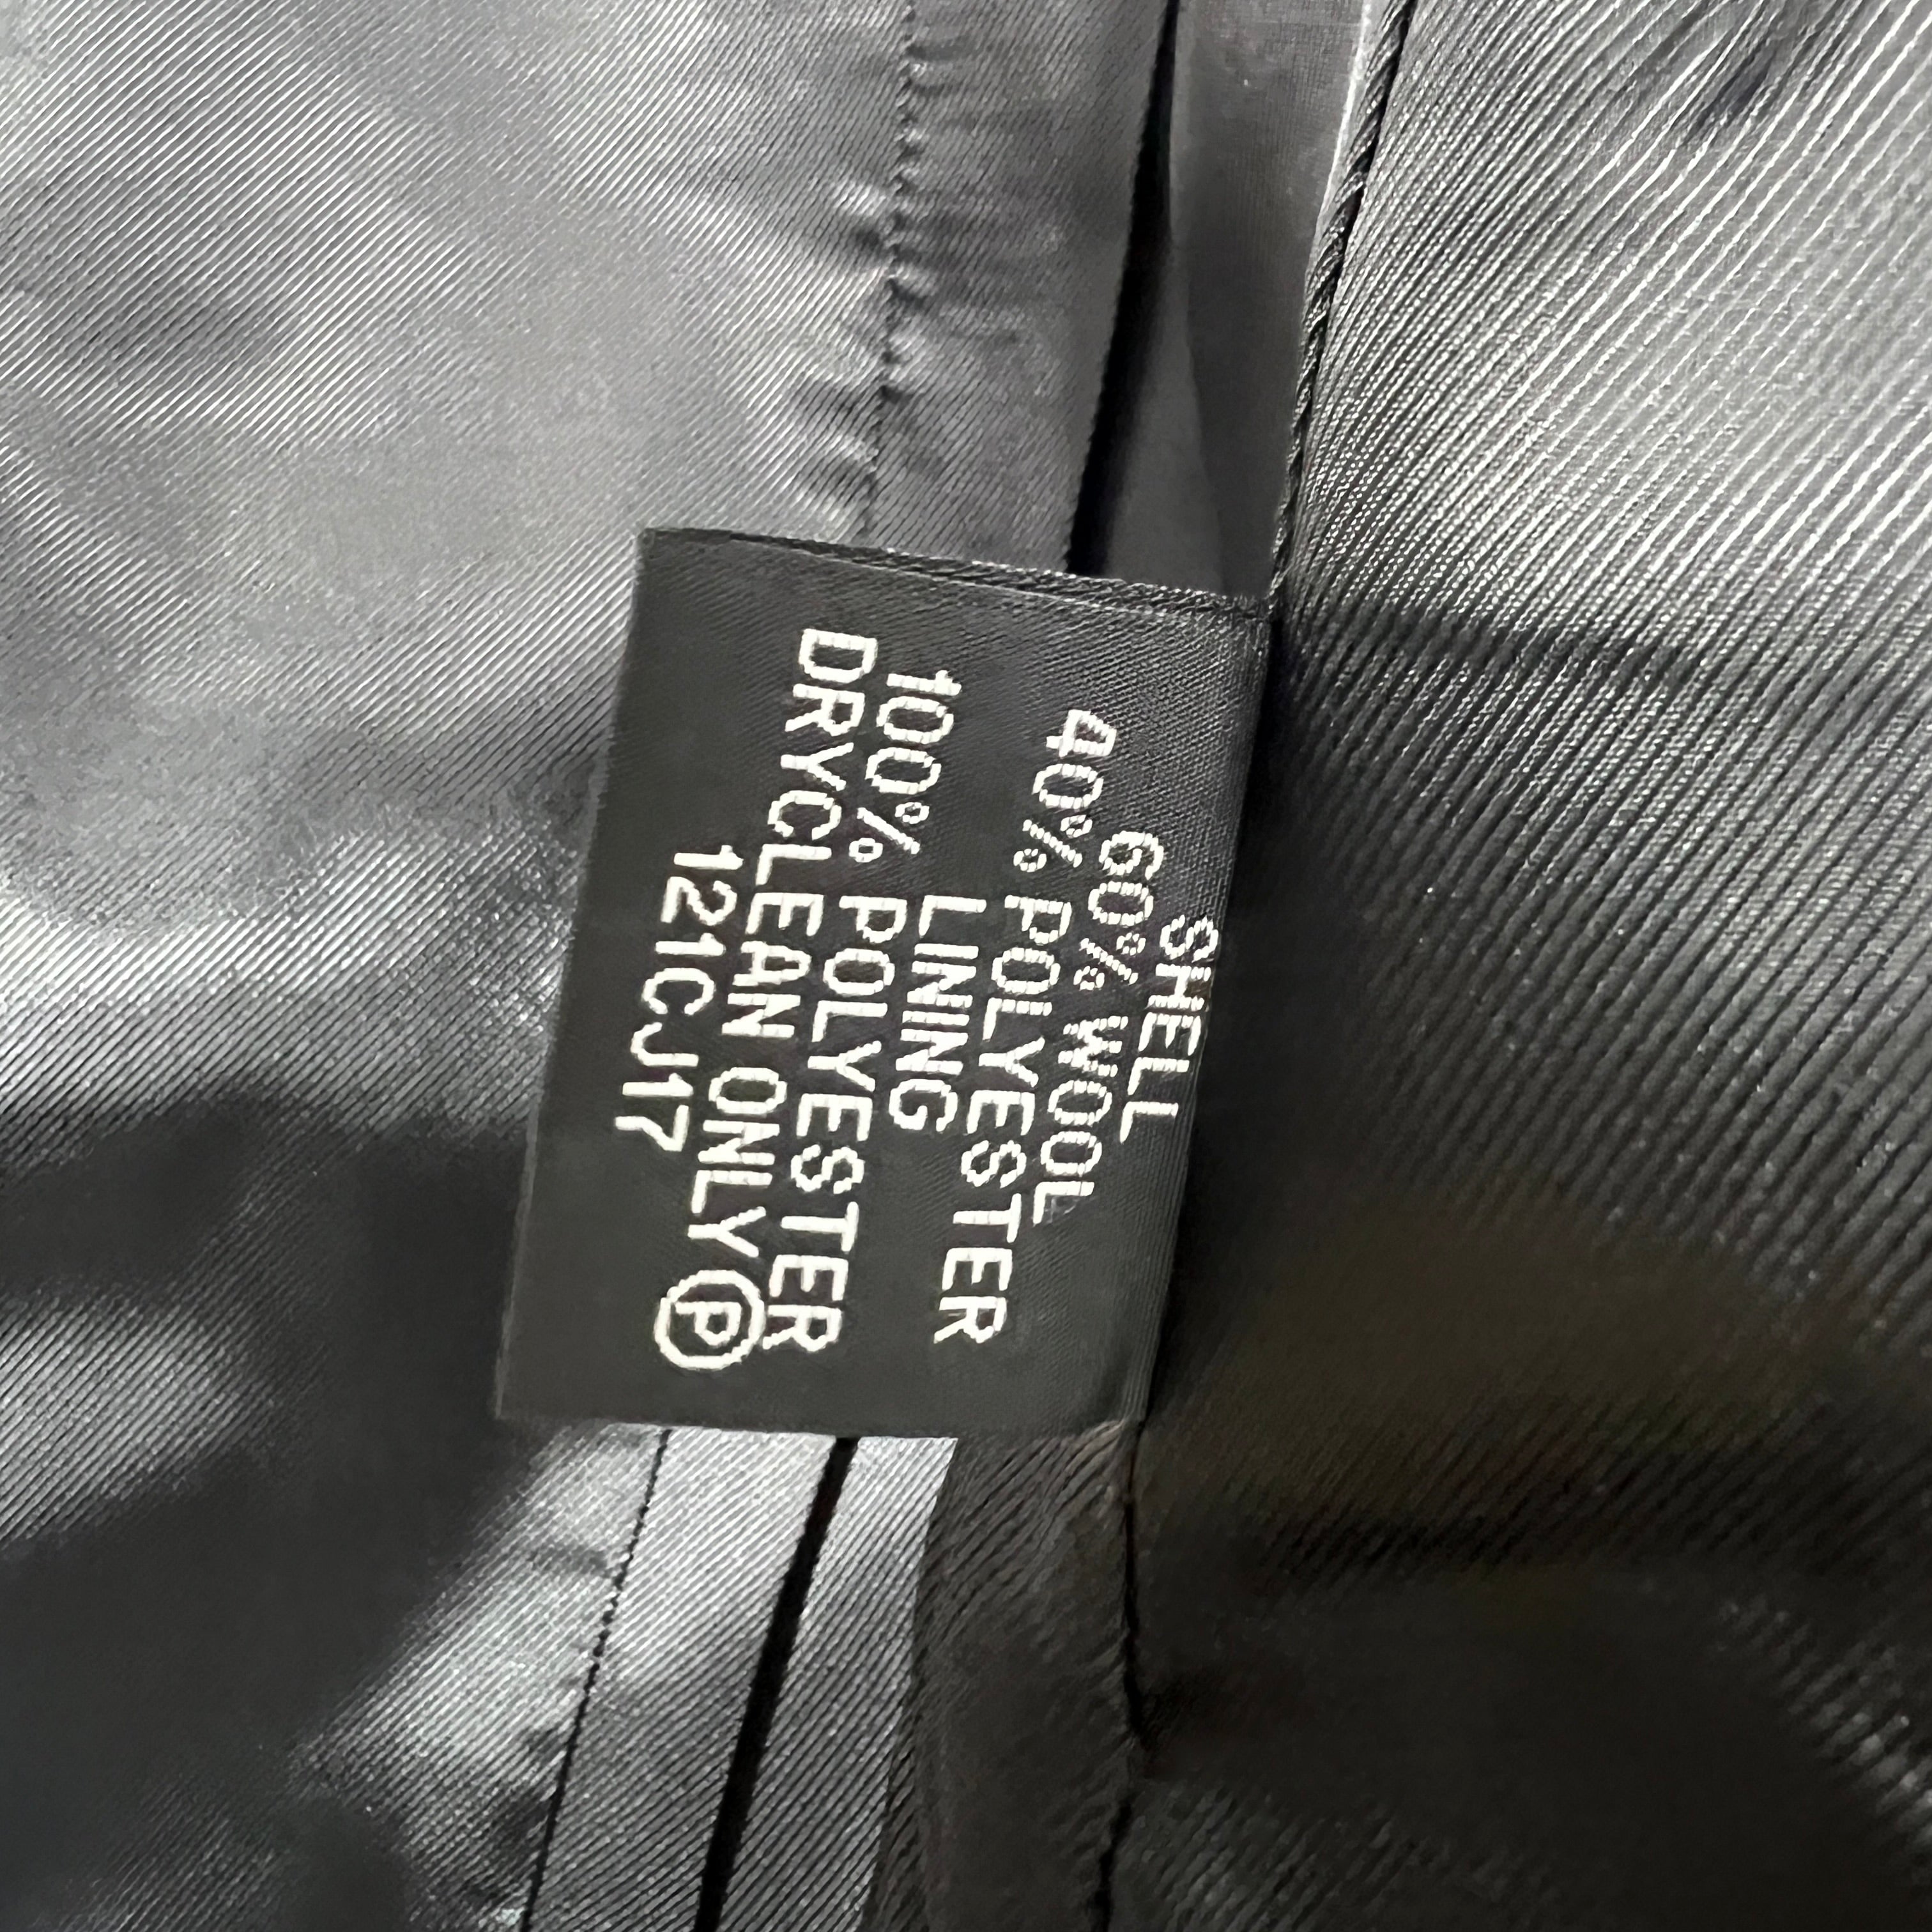 SHELL
60% WOOL
40% POLYESTER
LINING
100% POLYESTER
DRYCLEAN ONLY Ⓟ
121CJ17